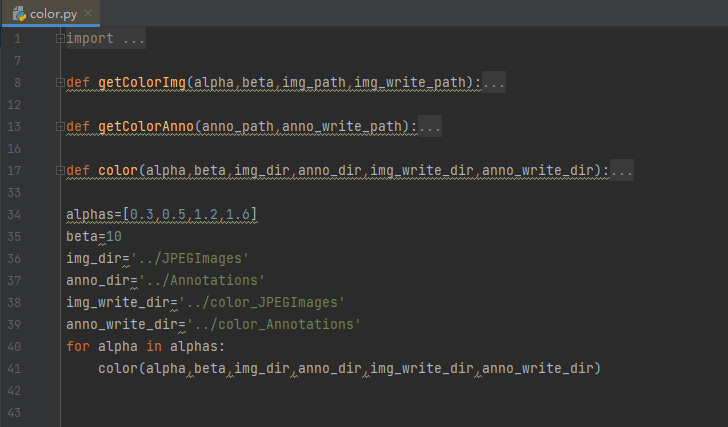 color.py
1 import ...
7
8 def getColorImg(alpha,beta,img_path,img_write_path):...
12
13 def getColorAnno(anno_path,anno_write_path):...
16
17 def color(alpha,beta,img_dir,anno_dir,img_write_dir,anno_write_dir):...
33
34 alphas=[0.3,0.5,1.2,1.6]
35 beta=10
36 img_dir='../JPEGImages'
37 anno_dir='../Annotations'
38 img_write_dir='../color_JPEGImages'
39 anno_write_dir='../color_Annotations'
40 for alpha in alphas:
41     color(alpha,beta,img_dir,anno_dir,img_write_dir,anno_write_dir)
42
43